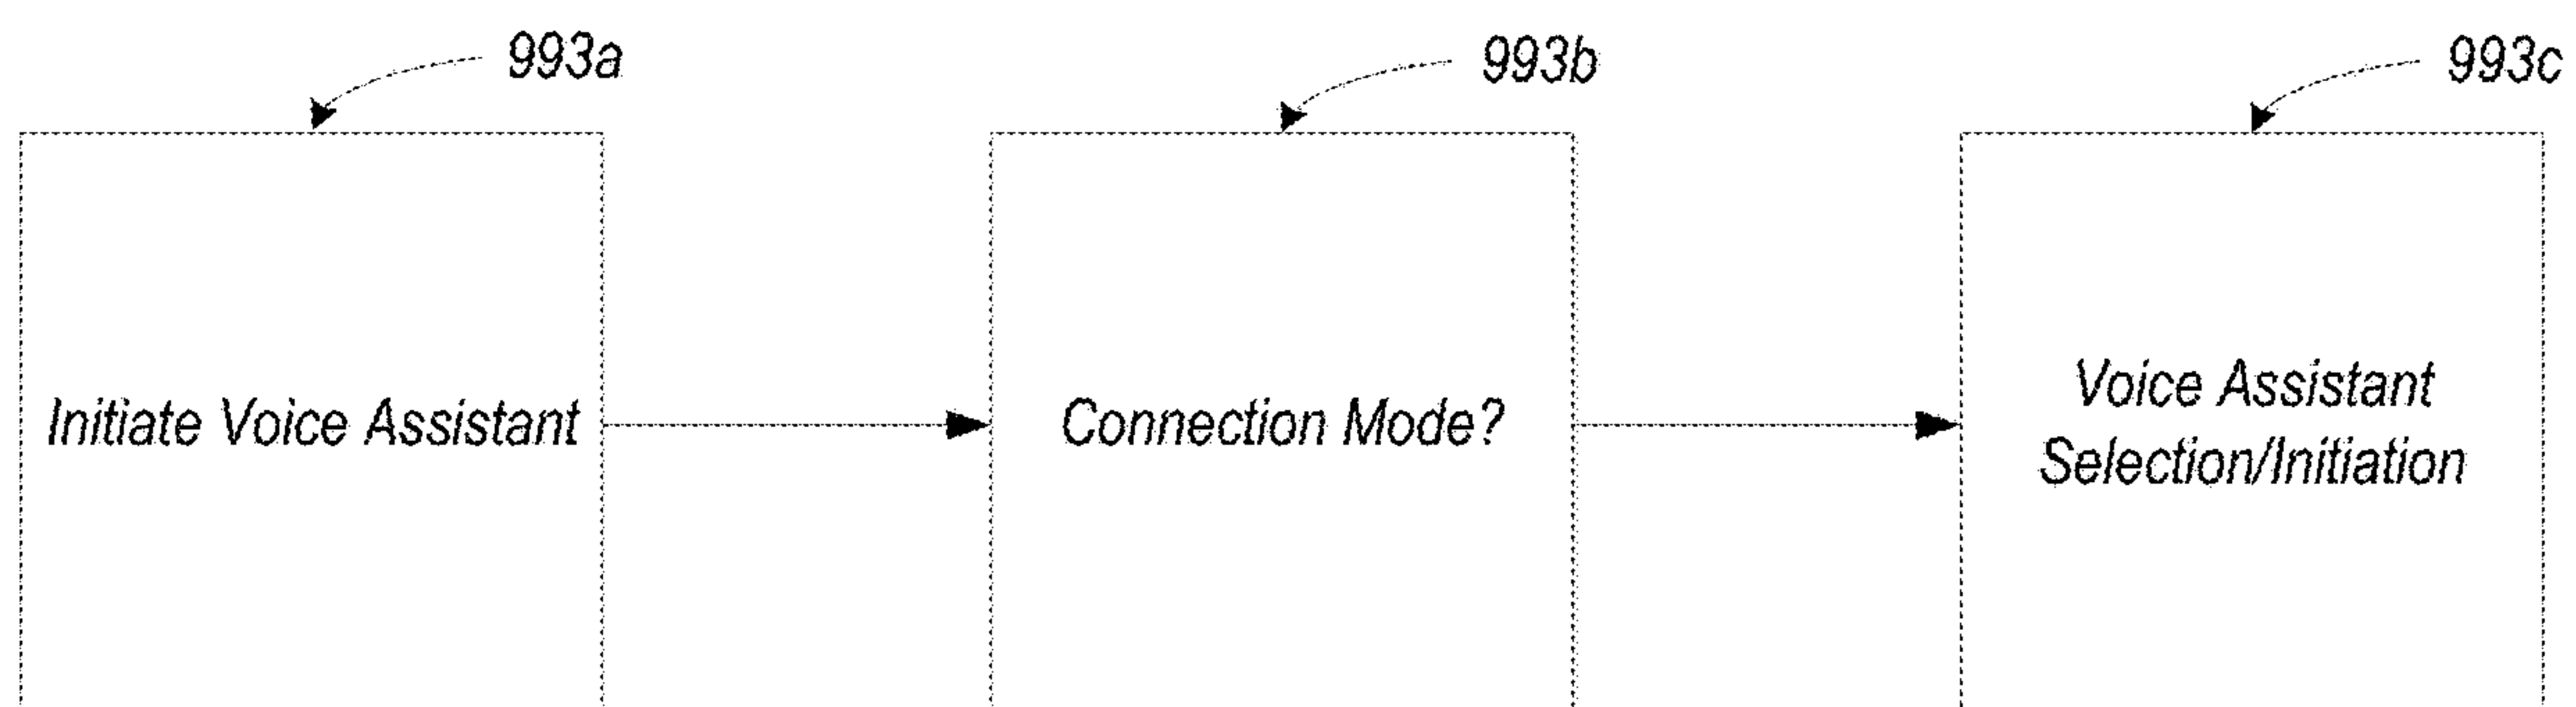 993a
993b
993c
Initiate Voice Assistant
Connection Mode?
Voice Assistant
Selection/Initiation